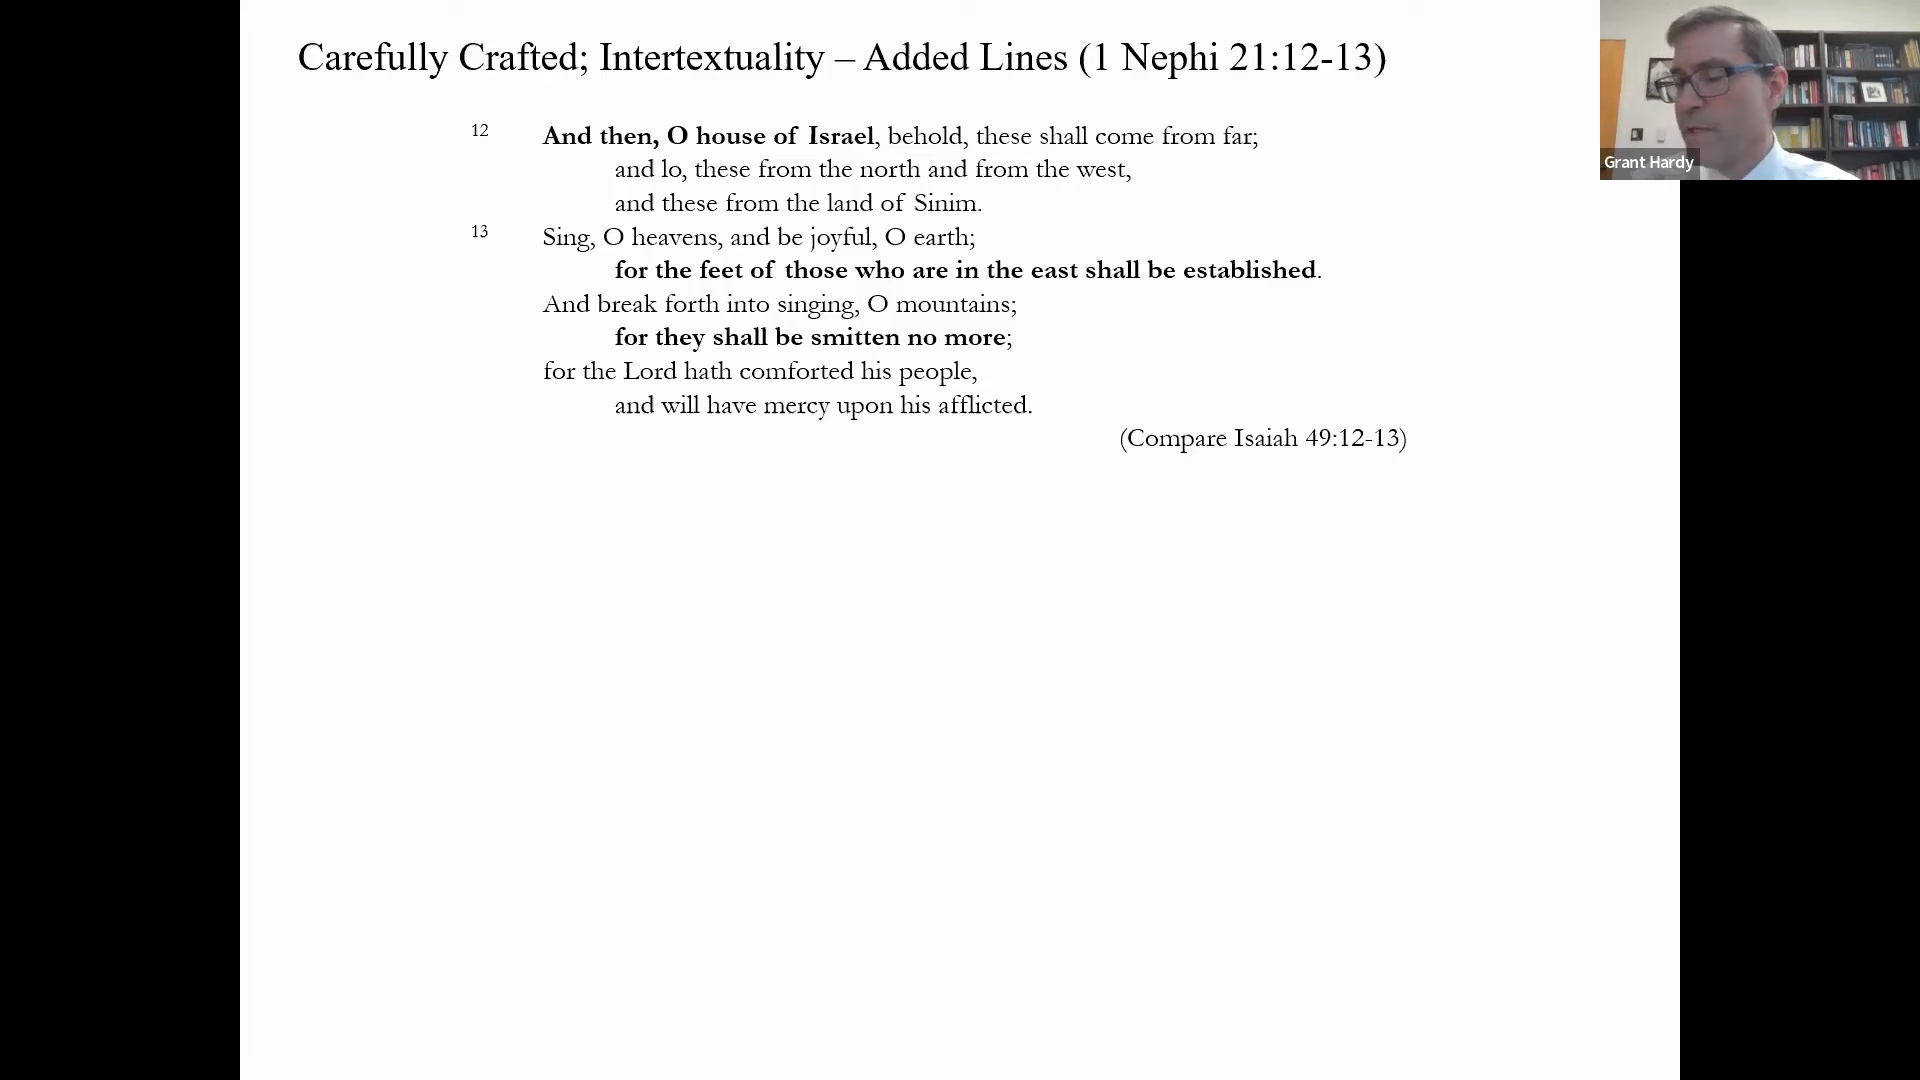 Carefully Crafted; Intertextuality – Added Lines (1 Nephi 21:12-13)
Grant Hardy
12 And then, O house of Israel, behold, these shall come from far;
and lo, these from the north and from the west,
and these from the land of Sinim.
13 Sing, O heavens, and be joyful, O earth;
for the feet of those who are in the east shall be established.
And break forth into singing, O mountains;
for they shall be smitten no more;
for the Lord hath comforted his people,
and will have mercy upon his afflicted.
(Compare Isaiah 49:12-13)